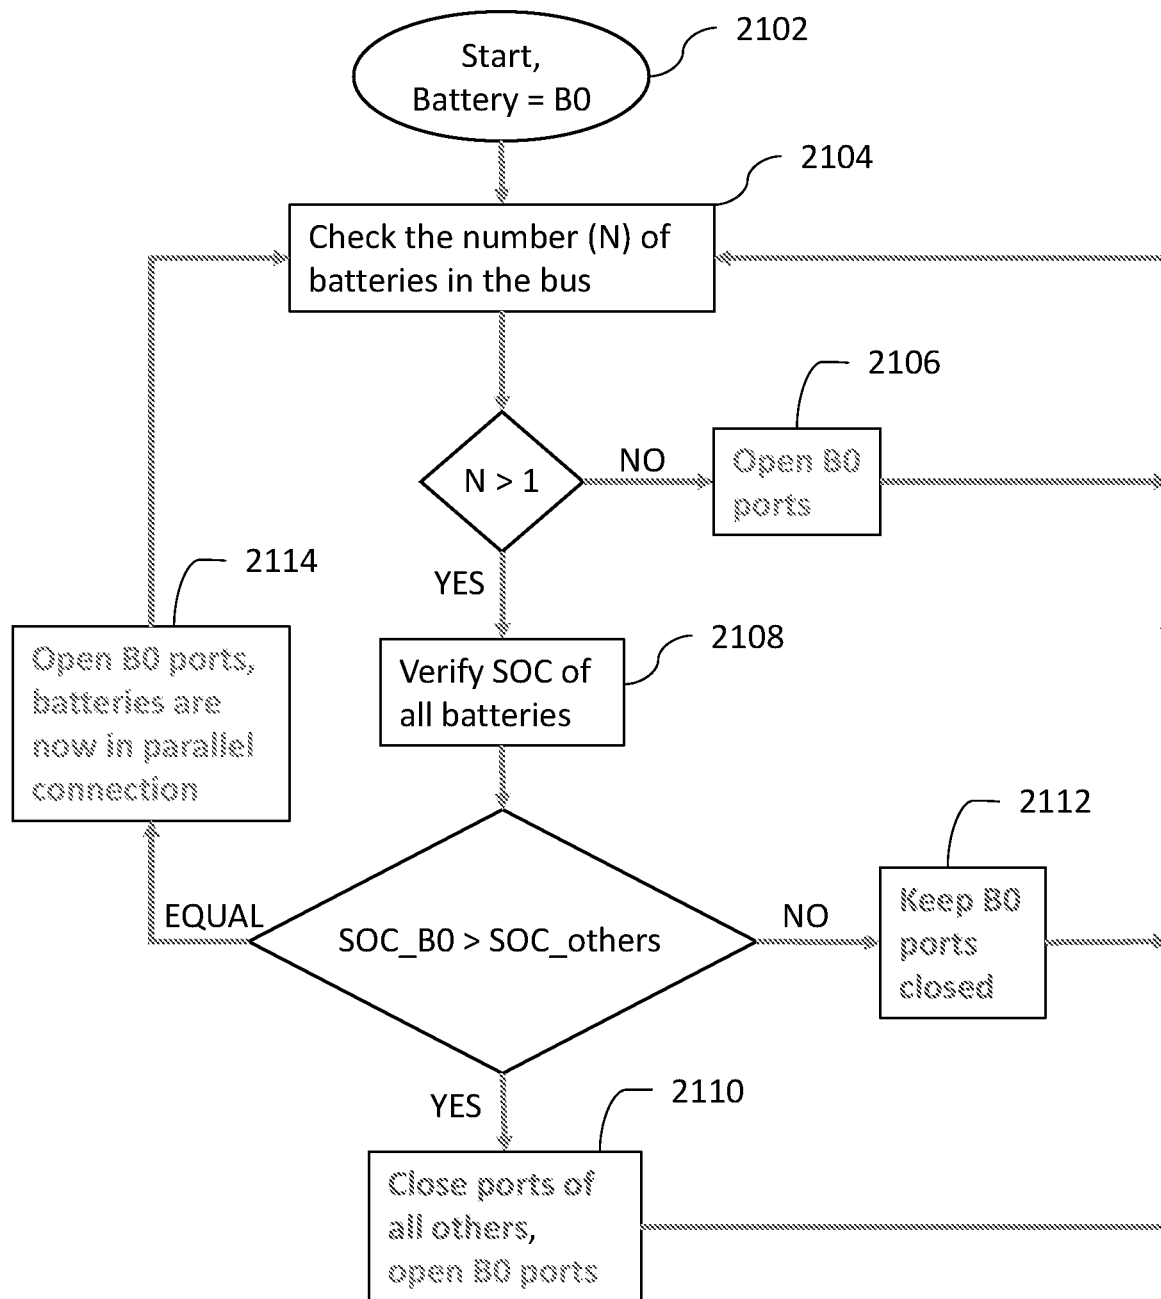 2102
Start,
Battery = B0
2104
Check the number (N) of
batteries in the bus
2106
N > 1
NO
Open B0
ports
YES
2114
2108
Open B0 ports,
batteries are
now in parallel
connection
Verify SOC of
all batteries
2112
EQUAL
SOC_B0 > SOC_others
NO
Keep B0
ports
closed
YES
2110
Close ports of
all others,
open B0 ports